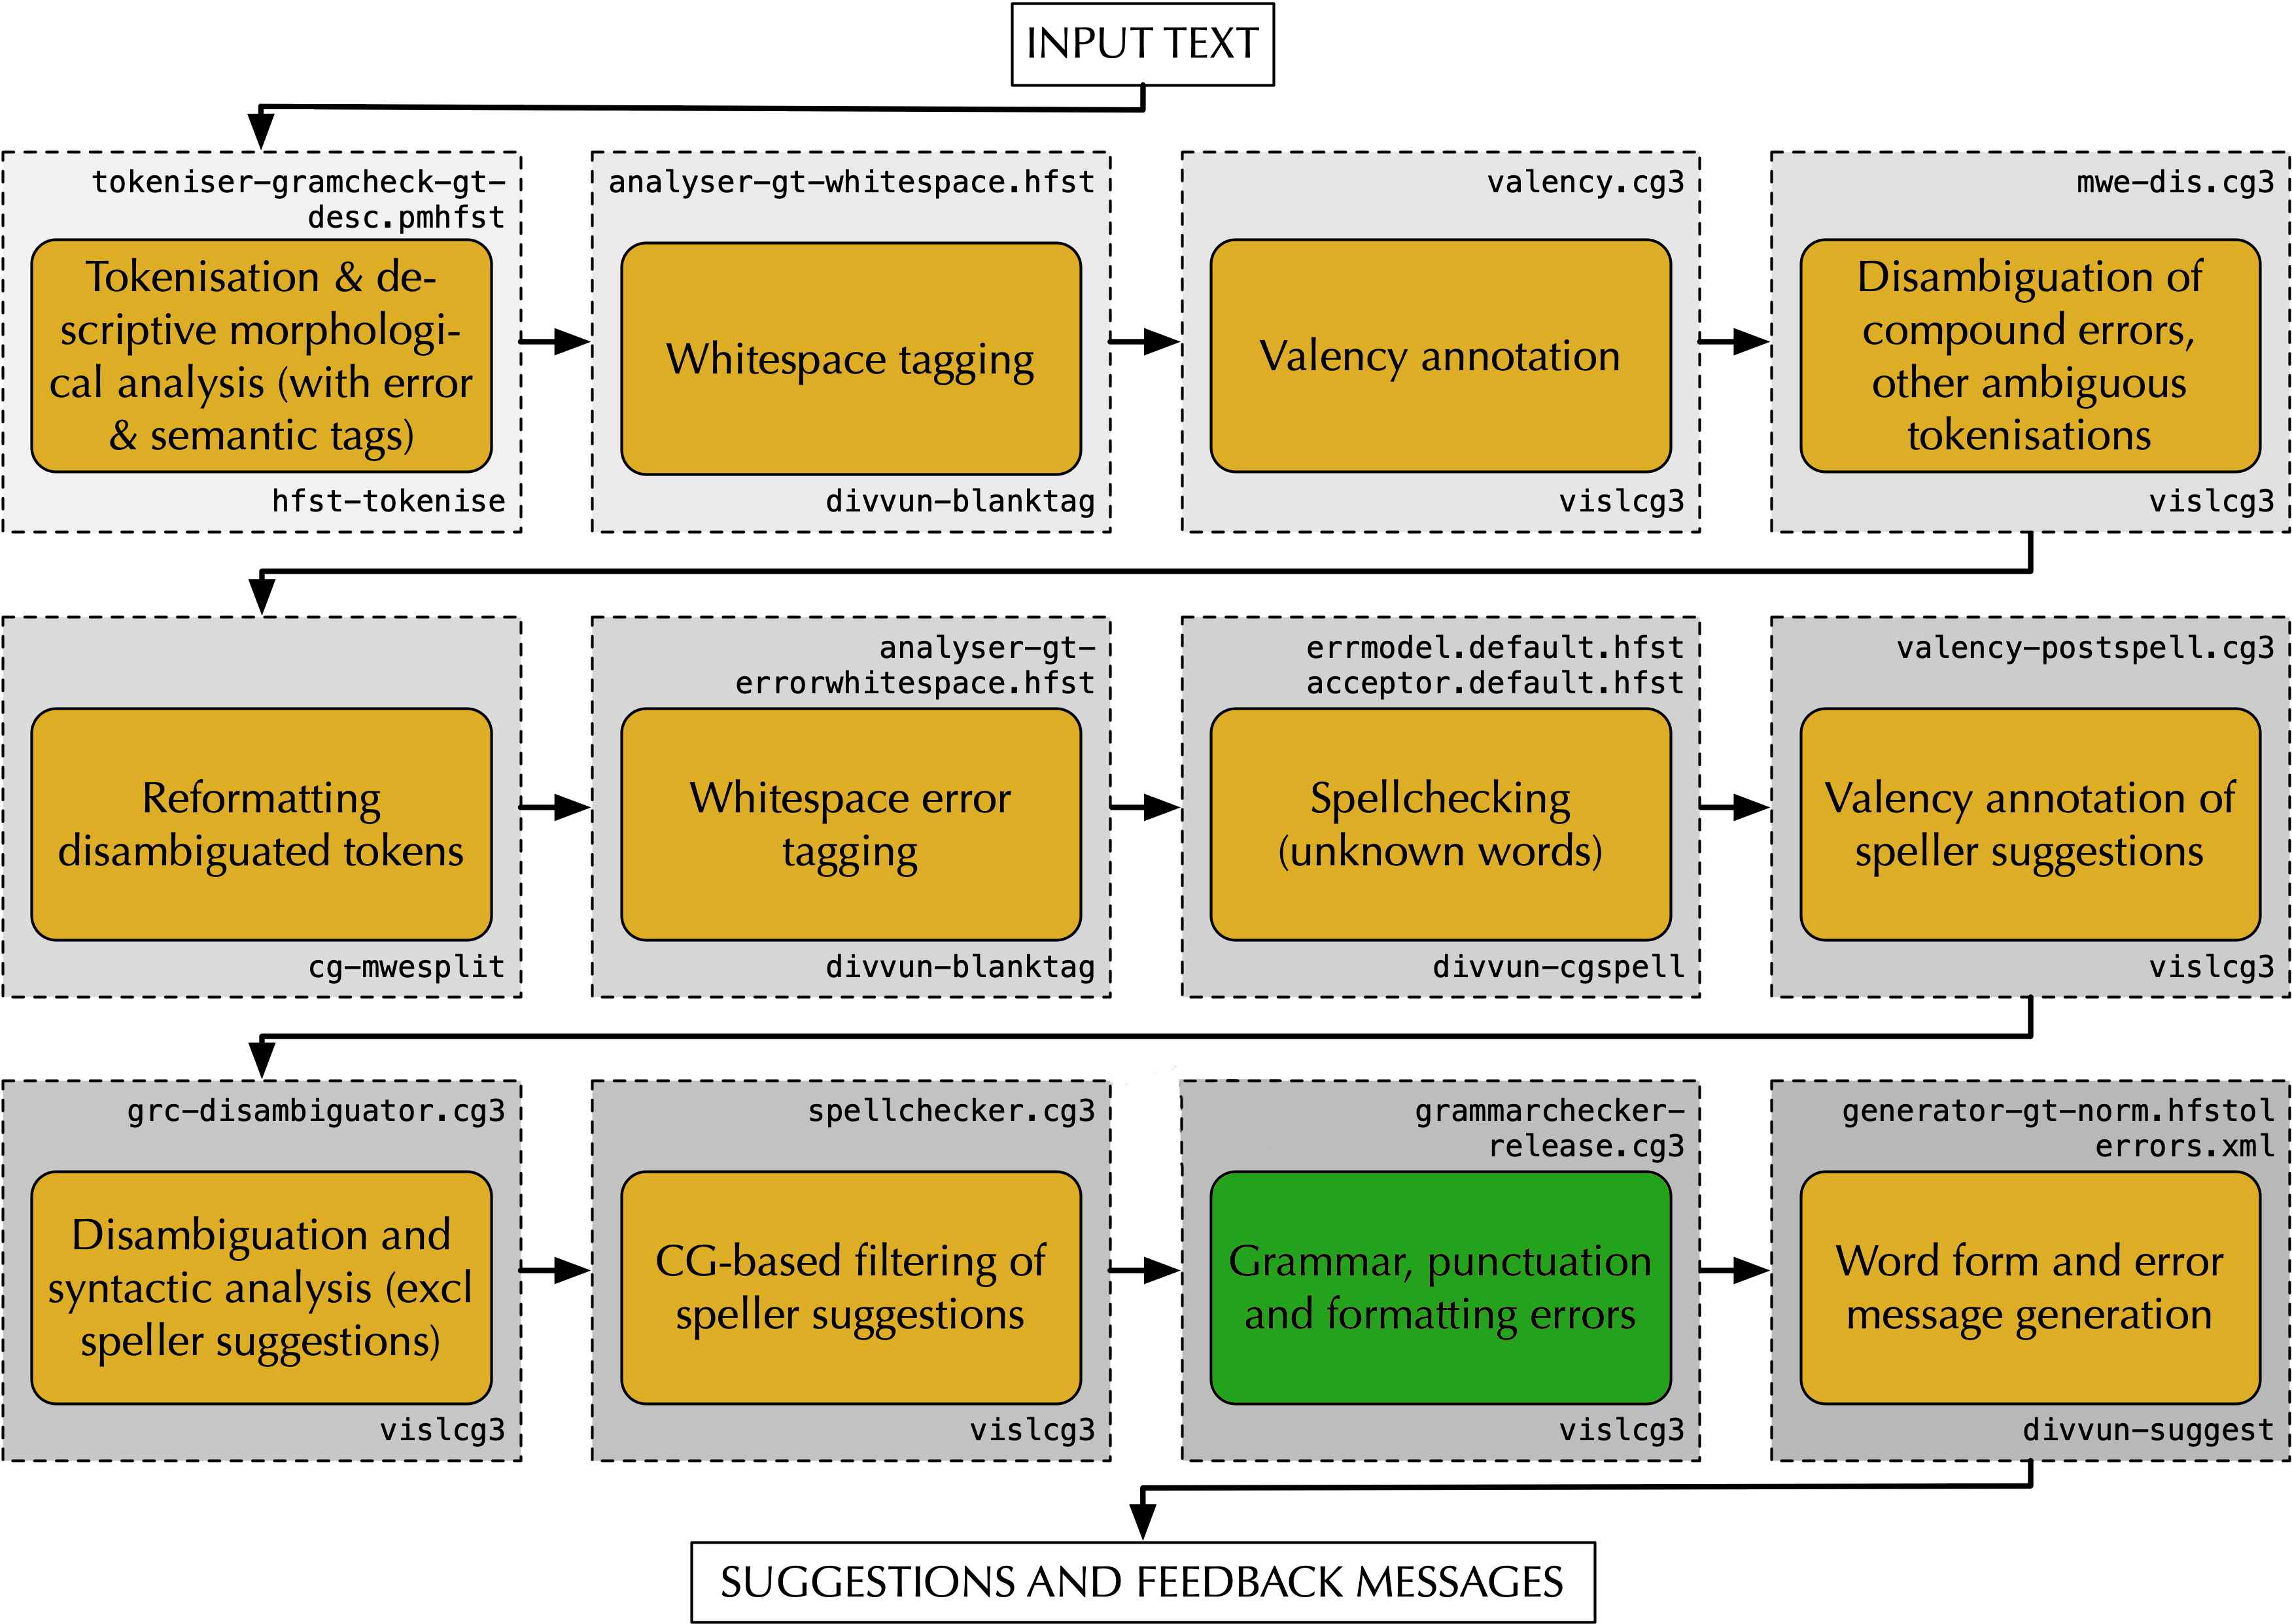 INPUT TEXT
tokeniser-gramcheck-gt-
desc.pmhfst
Tokenisation & de-
scriptive morphologi-
cal analysis (with error
& semantic tags)
hfst-tokenise
analyser-gt-whitespace.hfst
Whitespace tagging
divvun-blanktag
valency.cg3
Valency annotation
vislcg3
mwe-dis.cg3
Disambiguation of
compound errors,
other ambiguous
tokenisations
vislcg3
Reformatting
disambiguated tokens
cg-mwesplit
analyser-gt-
errorwhitespace.hfst
Whitespace error
tagging
divvun-blanktag
errmodel.default.hfst
acceptor.default.hfst
Spellchecking
(unknown words)
divvun-cgspell
valency-postspell.cg3
Valency annotation of
speller suggestions
vislcg3
grc-disambiguator.cg3
Disambiguation and
syntactic analysis (excl
speller suggestions)
vislcg3
spellchecker.cg3
CG-based filtering of
speller suggestions
vislcg3
grammarchecker-
release.cg3
Grammar, punctuation
and formatting errors
vislcg3
generator-gt-norm.hfstol
errors.xml
Word form and error
message generation
divvun-suggest
SUGGESTIONS AND FEEDBACK MESSAGES